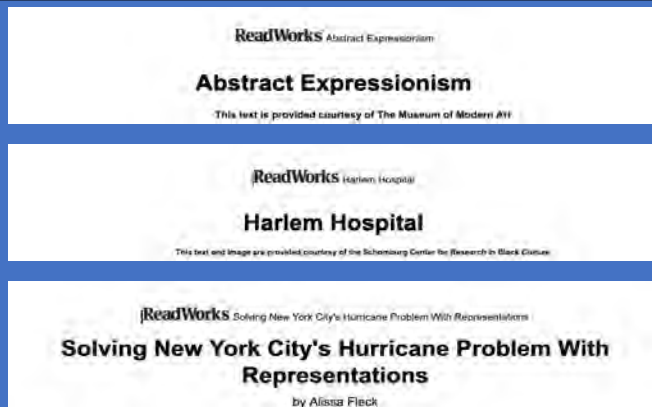 ReadWorks Abstract Expressionism
Abstract Expressionism
This text is provided courtesy of The Museum of Modern Art
ReadWorks Harlem Hospital
Harlem Hospital
This text and image are provided courtesy of the Schomburg Center for Research in Black Culture
ReadWorks Solving New York City's Hurricane Problem With Representations
Solving New York City's Hurricane Problem With
Representations
by Alissa Fleck